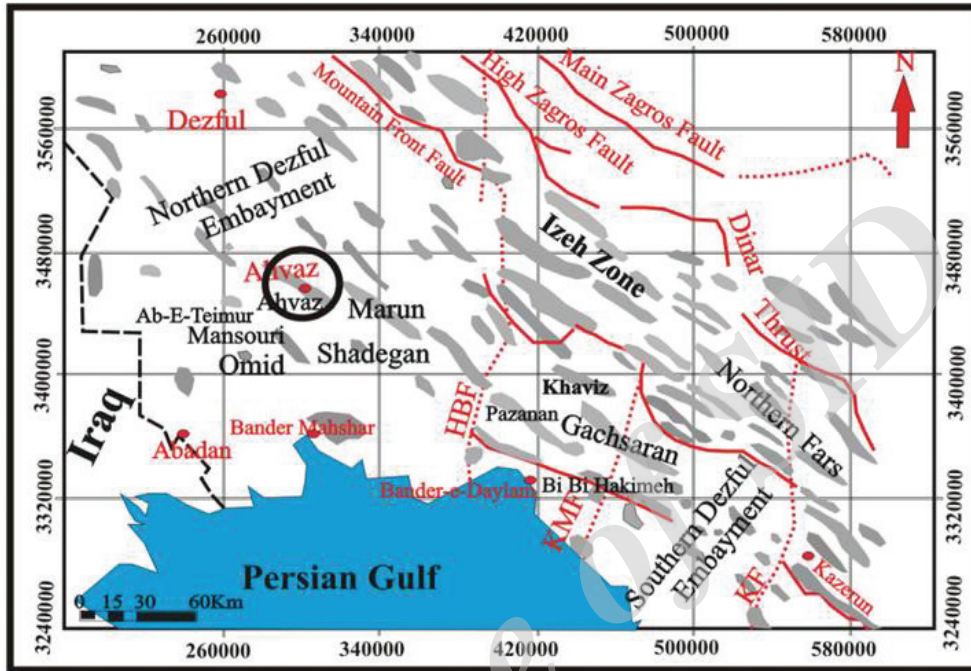 260000 340000 420000 500000 580000
N
Main Zagros Fault
High Zagros Fault
Mountain Front Fault
3560000
3560000
Dezful
Northern Dezful
Embayment
Dinar
Izeh Zone
3480000
3480000
Ahvaz
Ahvaz
Marun
Ab-E-Teimur
Mansouri
Omid
Shadegan
Thrust
3400000
3400000
Khaviz
Northern Fars
HBF
Pazanan
Gachsaran
Iraq
Abadan
Bander Mahshar
Bander-e-Daylam
Bi Bi Hakimeh
3320000
3320000
KMF
Southern Dezful
Embayment
KF
Kazerun
Persian Gulf
0 15 30 60Km
3240000
3240000
260000 340000 420000 500000 580000